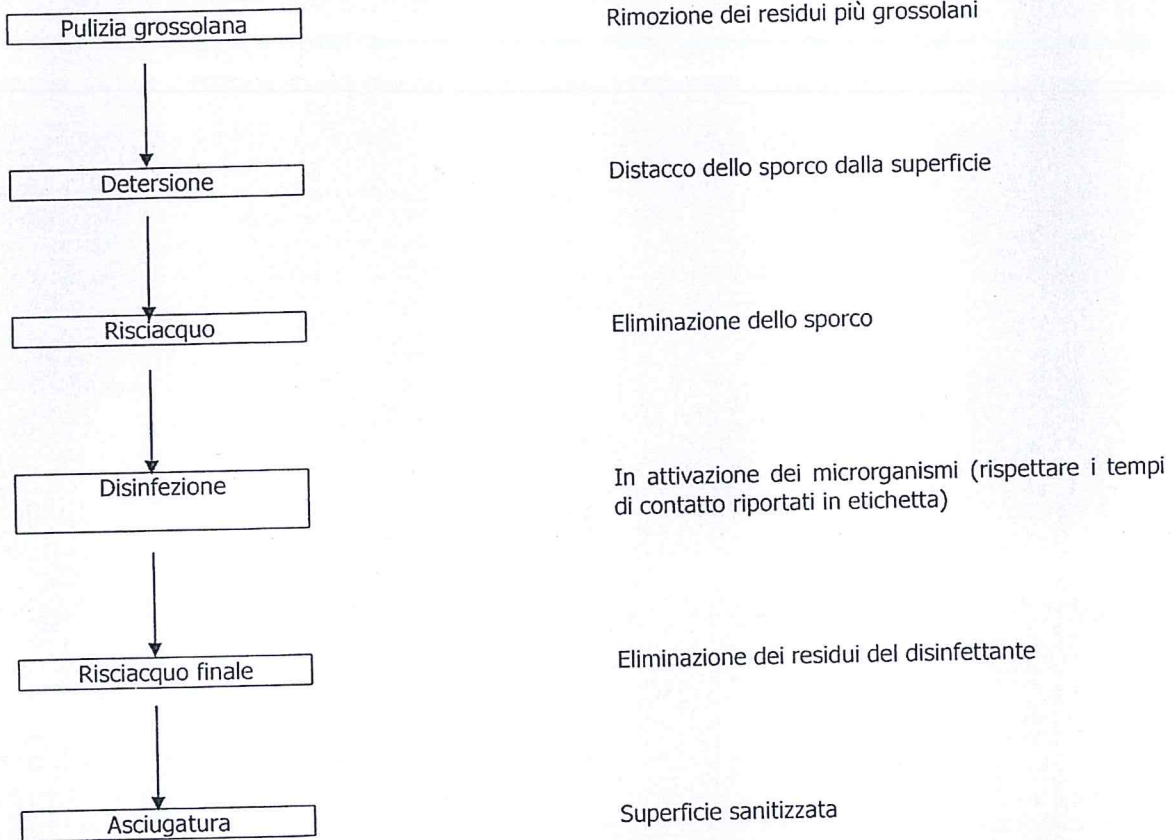 Pulizia grossolana
Rimozione dei residui più grossolani
Detersione
Distacco dello sporco dalla superficie
Risciacquo
Eliminazione dello sporco
Disinfezione
In attivazione dei microrganismi (rispettare i tempi
di contatto riportati in etichetta)
Risciacquo finale
Eliminazione dei residui del disinfettante
Asciugatura
Superficie sanitizzata